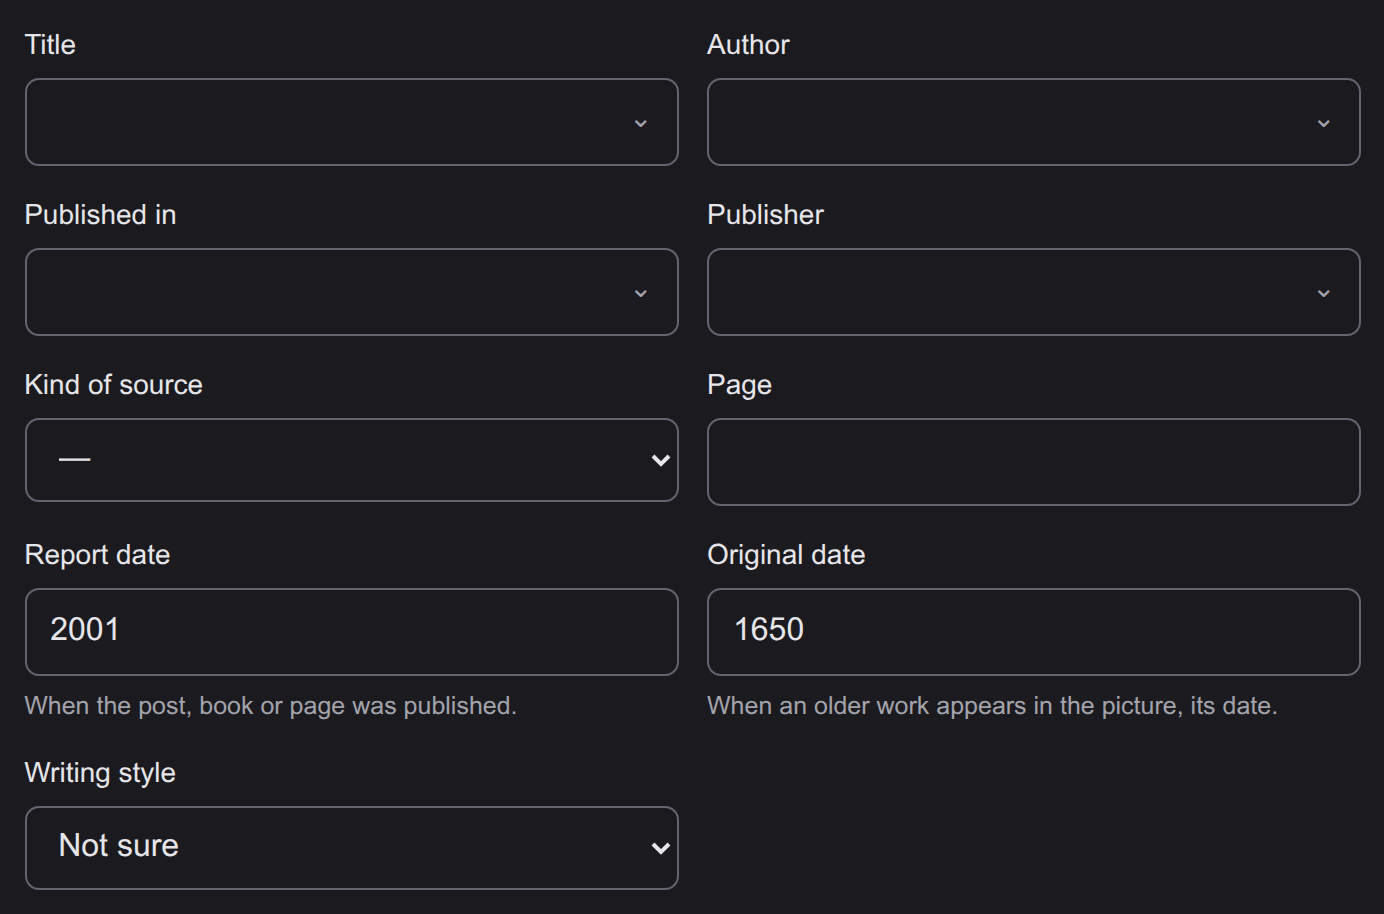 Title
Author
Published in
Publisher
Kind of source
Page
—
Report date
Original date
2001
1650
When the post, book or page was published.
When an older work appears in the picture, its date.
Writing style
Not sure